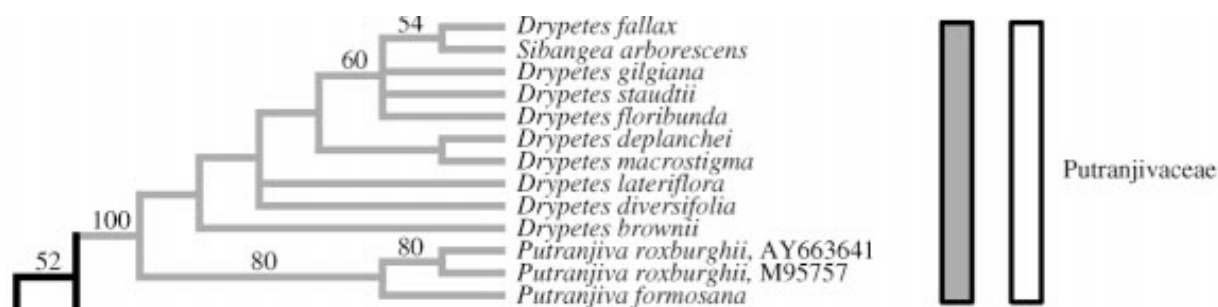 54
Drypetes fallax
Sibangea arborescens
60
Drypetes gilgiana
Drypetes staudtii
Drypetes floribunda
Drypetes deplanchei
Drypetes macrostigma
Putranjivaceae
Drypetes lateriflora
Drypetes diversifolia
100
Drypetes brownii
80
Putranjiva roxburghii, AY663641
52
80
Putranjiva roxburghii, M95757
Putranjiva formosana